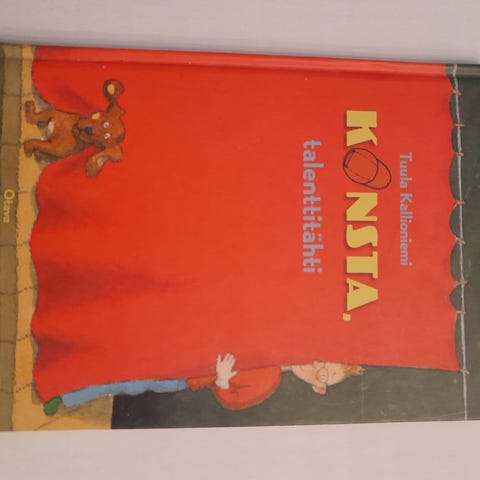 Tuula Kallioniemi
KONSTA,
talenttitähti
Otava